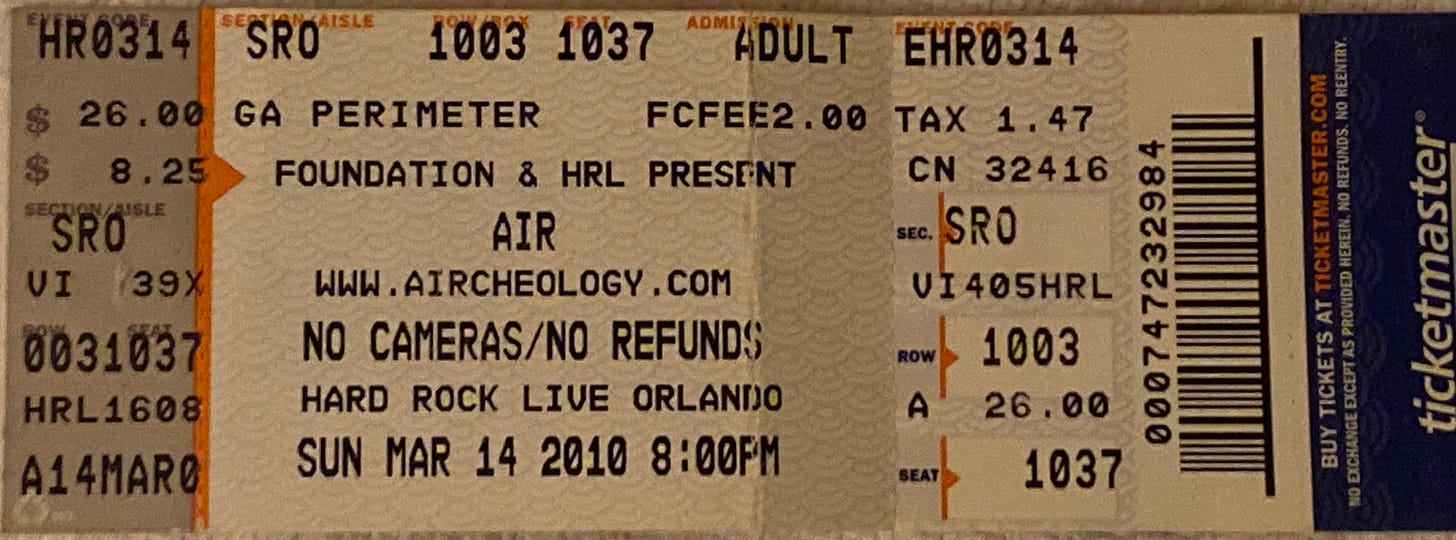 EVENT CODE
HR0314
$ 26.00
$ 8.25
SECTION/AISLE
SRO
VI 39X
ROW SEAT
0031037
HRL1608
A14MAR0
SECTION/AISLE ROW/BOX SEAT ADMISSION
SRO 1003 1037 ADULT
GA PERIMETER FCFEE2.00
FOUNDATION & HRL PRESENT
AIR
WWW.AIRCHEOLOGY.COM
NO CAMERAS/NO REFUNDS
HARD ROCK LIVE ORLANDO
SUN MAR 14 2010 8:00PM
EVENT CODE
EHR0314
TAX 1.47
CN 32416
SEC. SRO
VI405HRL
ROW 1003
A 26.00
SEAT 1037
000747232984
BUY TICKETS AT TICKETMASTER.COM
NO EXCHANGE EXCEPT AS PROVIDED HEREIN. NO REFUNDS. NO REENTRY.
ticketmaster®